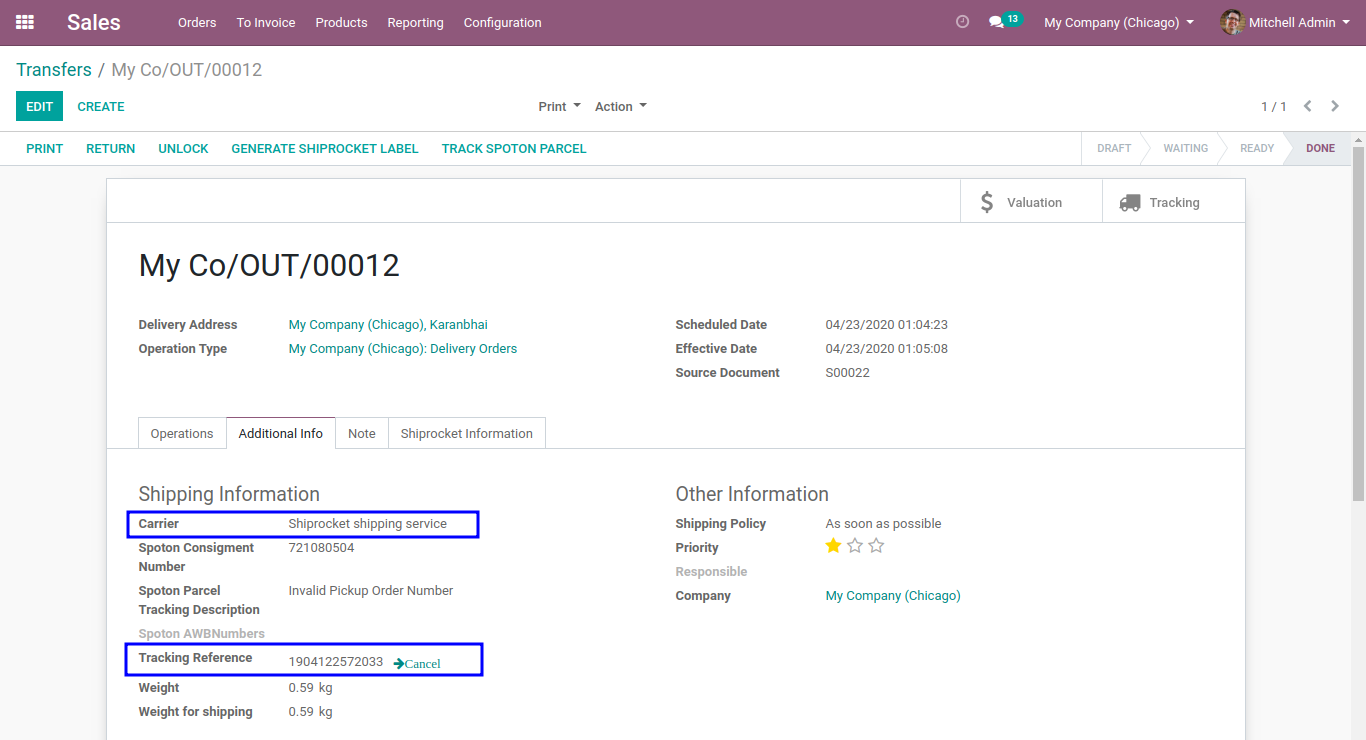 Sales Orders To Invoice Products Reporting Configuration 13 My Company (Chicago) Mitchell Admin
Transfers / My Co/OUT/00012
EDIT CREATE Print Action 1 / 1
PRINT RETURN UNLOCK GENERATE SHIPROCKET LABEL TRACK SPOTON PARCEL DRAFT WAITING READY DONE
$ Valuation Tracking
My Co/OUT/00012
Delivery Address My Company (Chicago), Karanbhai Scheduled Date 04/23/2020 01:04:23
Operation Type My Company (Chicago): Delivery Orders Effective Date 04/23/2020 01:05:08
Source Document S00022
Operations Additional Info Note Shiprocket Information
Shipping Information Other Information
Carrier Shiprocket shipping service Shipping Policy As soon as possible
Spoton Consignment 721080504 Priority
Number
Responsible
Spoton Parcel Invalid Pickup Order Number Company My Company (Chicago)
Tracking Description
Spoton AWBNumbers
Tracking Reference 1904122572033 Cancel
Weight 0.59 kg
Weight for shipping 0.59 kg